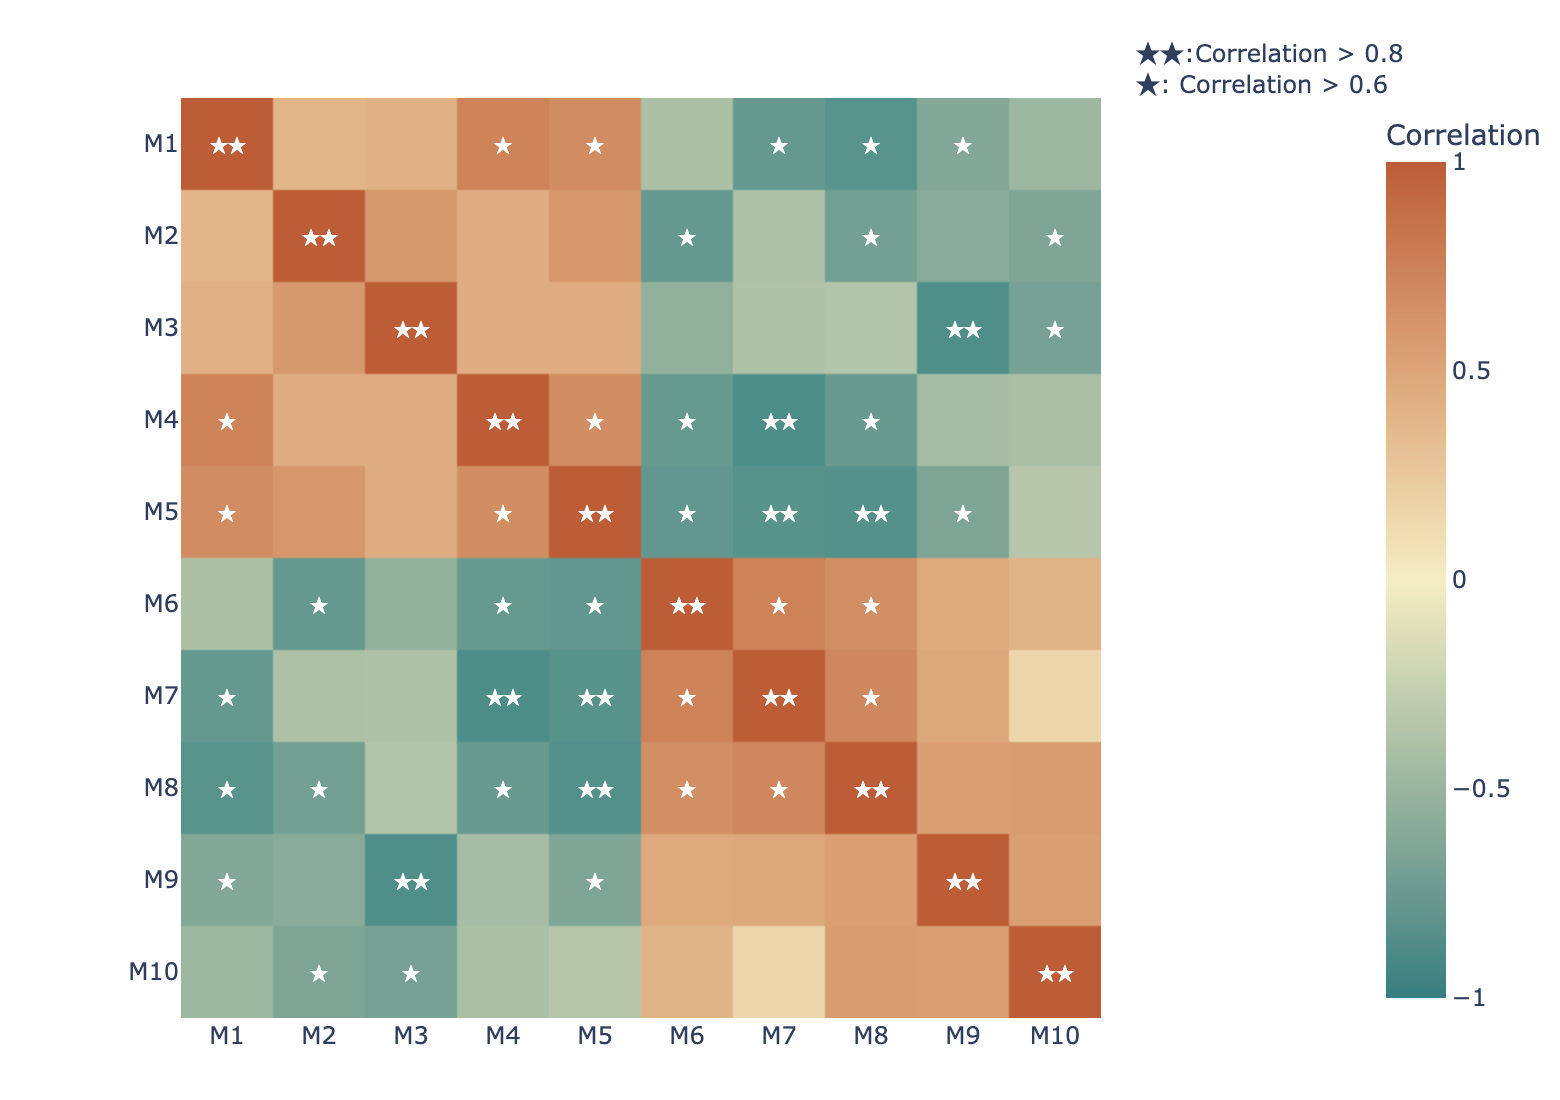 ★★:Correlation > 0.8
★: Correlation > 0.6
Correlation
1
0.5
0
−0.5
−1
M1 ★★ ★ ★ ★ ★ ★
M2 ★★ ★ ★ ★
M3 ★★ ★★ ★
M4 ★ ★★ ★ ★ ★★ ★
M5 ★ ★ ★★ ★ ★★ ★★ ★
M6 ★ ★ ★ ★★ ★ ★
M7 ★ ★★ ★★ ★ ★★ ★
M8 ★ ★ ★ ★★ ★ ★ ★★
M9 ★ ★★ ★ ★★
M10 ★ ★ ★★
M1 M2 M3 M4 M5 M6 M7 M8 M9 M10